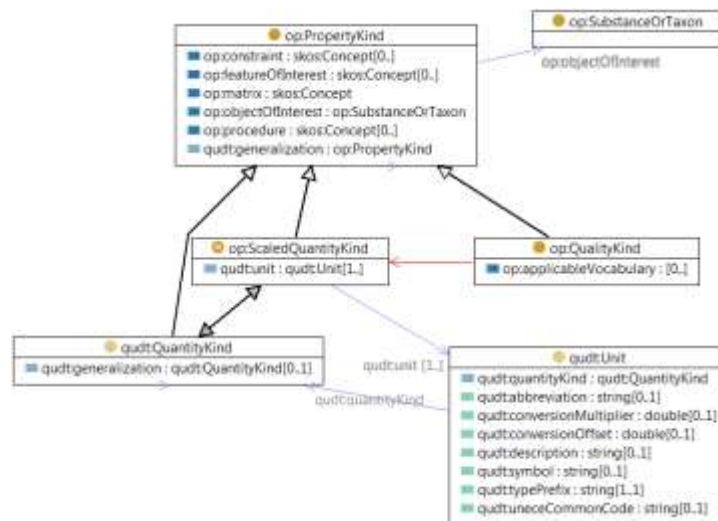 op:PropertyKind
op:constraint : skos:Concept[0..]
op:featureOfInterest : skos:Concept[0..]
op:matrix : skos:Concept
op:objectOfInterest : op:SubstanceOrTaxon
op:procedure : skos:Concept[0..]
qudt:generalization : op:PropertyKind
op:SubstanceOrTaxon
op:objectOfInterest
op:ScaledQuantityKind
qudt:unit : qudt:Unit[1..]
op:QualityKind
op:applicableVocabulary : [0..]
qudt:QuantityKind
qudt:generalization : qudt:QuantityKind[0..1]
qudt:unit [1..]
qudt:quantityKind
qudt:Unit
qudt:quantityKind : qudt:QuantityKind
qudt:abbreviation : string[0..1]
qudt:conversionMultiplier : double[0..1]
qudt:conversionOffset : double[0..1]
qudt:description : string[0..1]
qudt:symbol : string[0..1]
qudt:typePrefix : string[1..1]
qudt:uneceCommonCode : string[0..1]